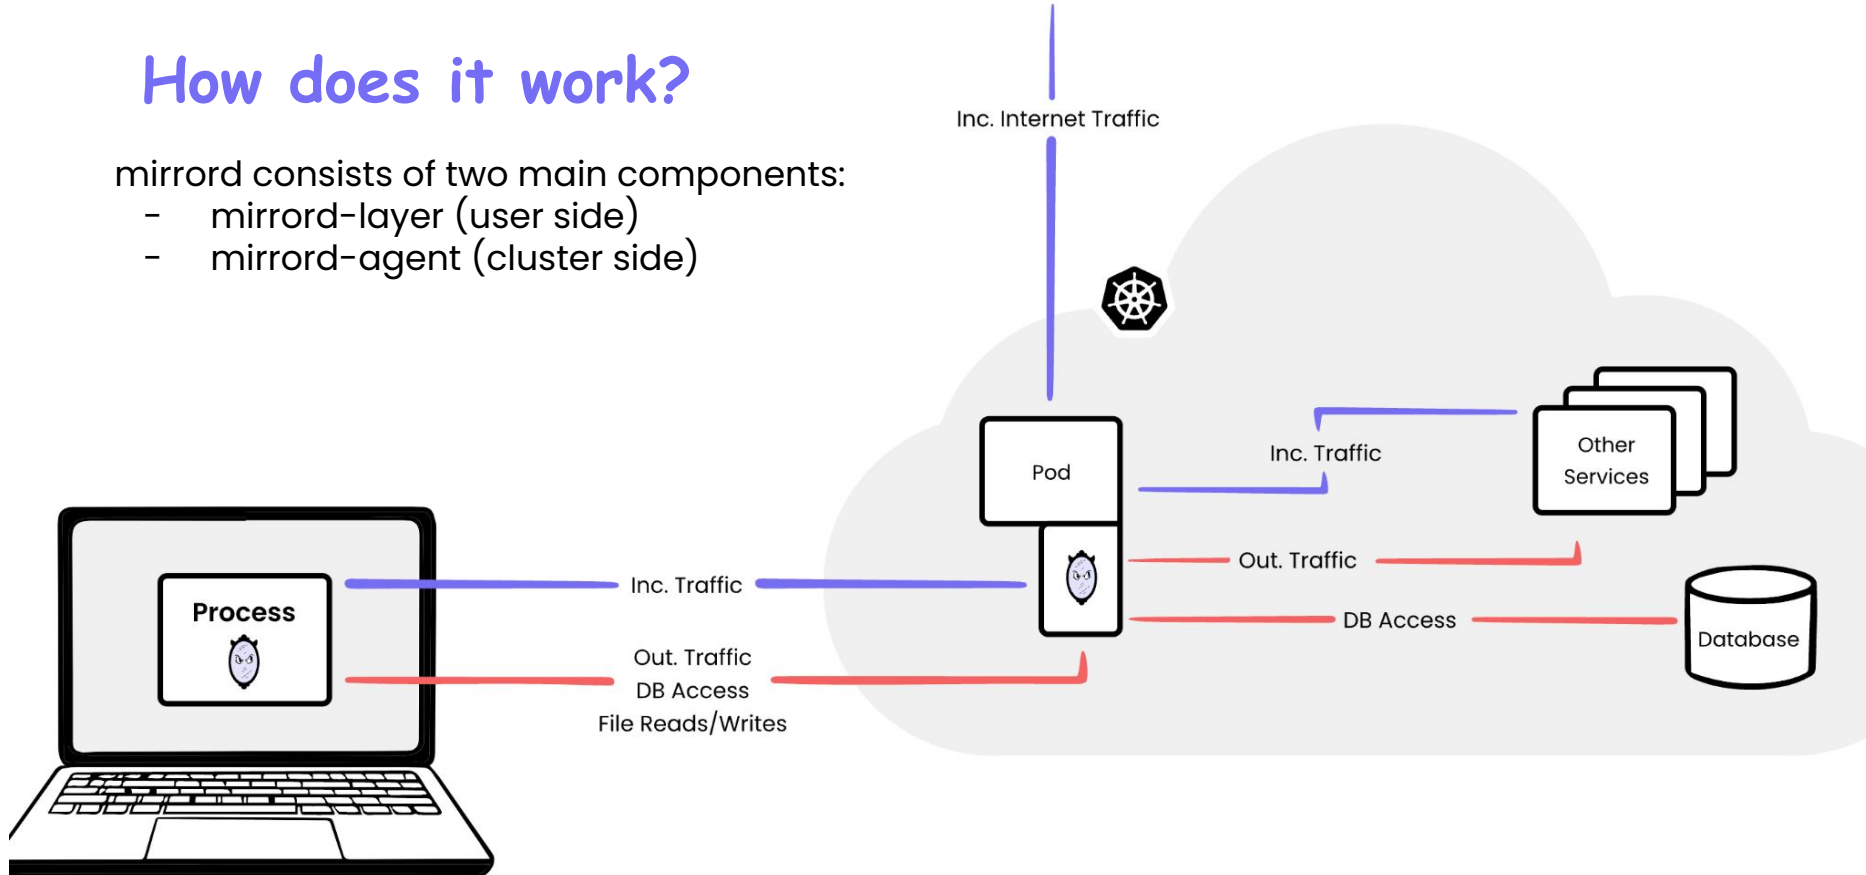 How does it work?
mirrord consists of two main components:
- mirrord-layer (user side)
- mirrord-agent (cluster side)
Inc. Internet Traffic
Pod
Inc. Traffic
Other
Services
Out. Traffic
DB Access
Database
Process
Inc. Traffic
Out. Traffic
DB Access
File Reads/Writes